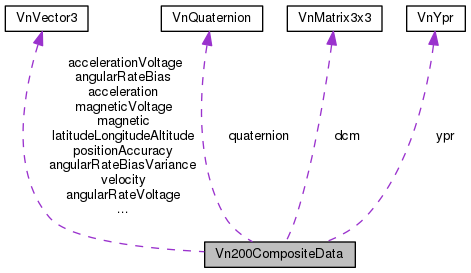 VnVector3
VnQuaternion
VnMatrix3x3
VnYpr
accelerationVoltage
angularRateBias
acceleration
magneticVoltage
magnetic
latitudeLongitudeAltitude
positionAccuracy
angularRateBiasVariance
velocity
angularRateVoltage
...
quaternion
dcm
ypr
Vn200CompositeData